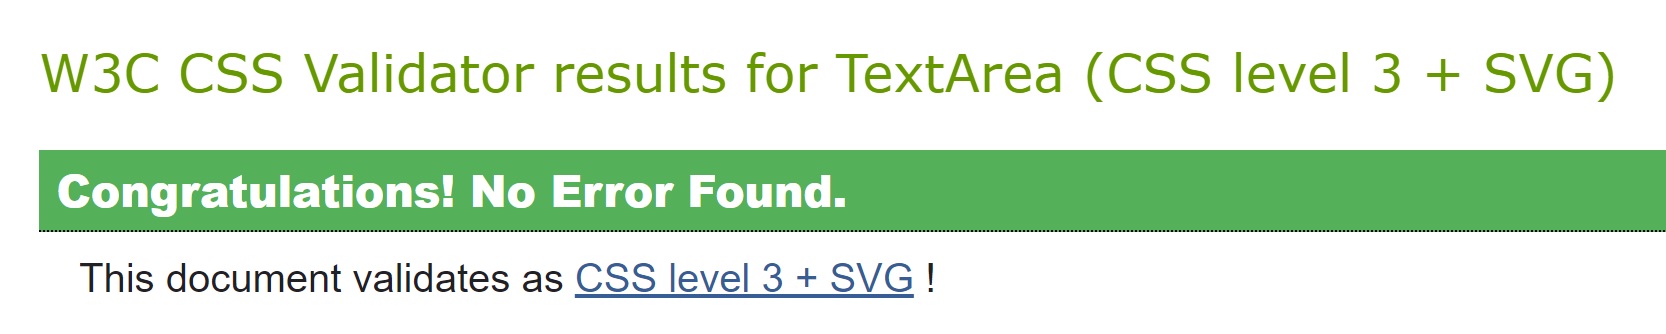 W3C CSS Validator results for TextArea (CSS level 3 + SVG)
Congratulations! No Error Found.
This document validates as CSS level 3 + SVG !